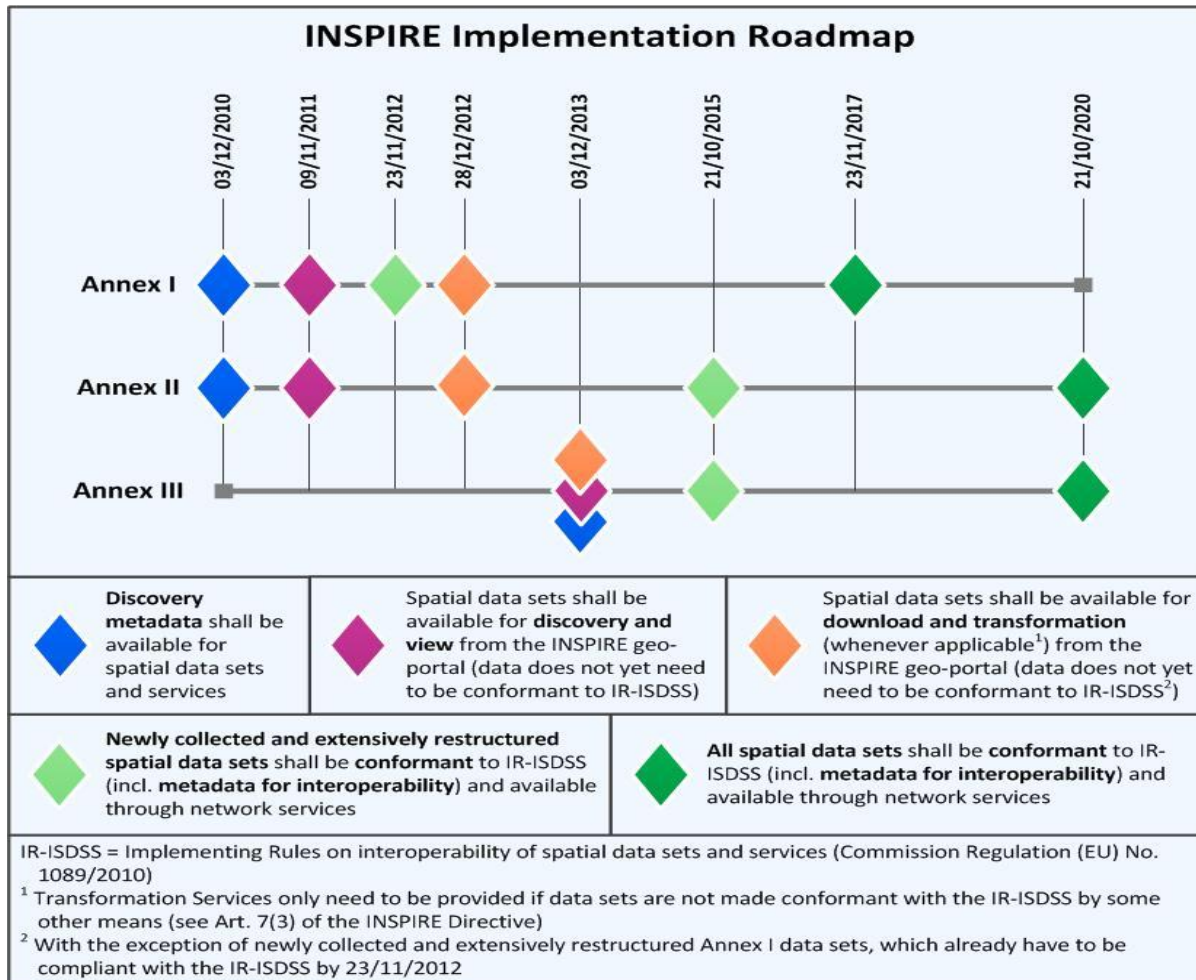 INSPIRE Implementation Roadmap
03/12/2010
09/11/2011
23/11/2012
28/12/2012
03/12/2013
21/10/2015
23/11/2017
21/10/2020
Annex I
Annex II
Annex III
Discovery
metadata shall be
available for
spatial data sets
and services
Spatial data sets shall be
available for discovery and
view from the INSPIRE geo-
portal (data does not yet need
to be conformant to IR-ISDSS)
Spatial data sets shall be available for
download and transformation
(whenever applicable¹) from the
INSPIRE geo-portal (data does not yet
need to be conformant to IR-ISDSS²)
Newly collected and extensively restructured
spatial data sets shall be conformant to IR-ISDSS
(incl. metadata for interoperability) and available
through network services
All spatial data sets shall be conformant to IR-
ISDSS (incl. metadata for interoperability) and
available through network services
IR-ISDSS = Implementing Rules on interoperability of spatial data sets and services (Commission Regulation (EU) No.
1089/2010)
¹ Transformation Services only need to be provided if data sets are not made conformant with the IR-ISDSS by some
other means (see Art. 7(3) of the INSPIRE Directive)
² With the exception of newly collected and extensively restructured Annex I data sets, which already have to be
compliant with the IR-ISDSS by 23/11/2012